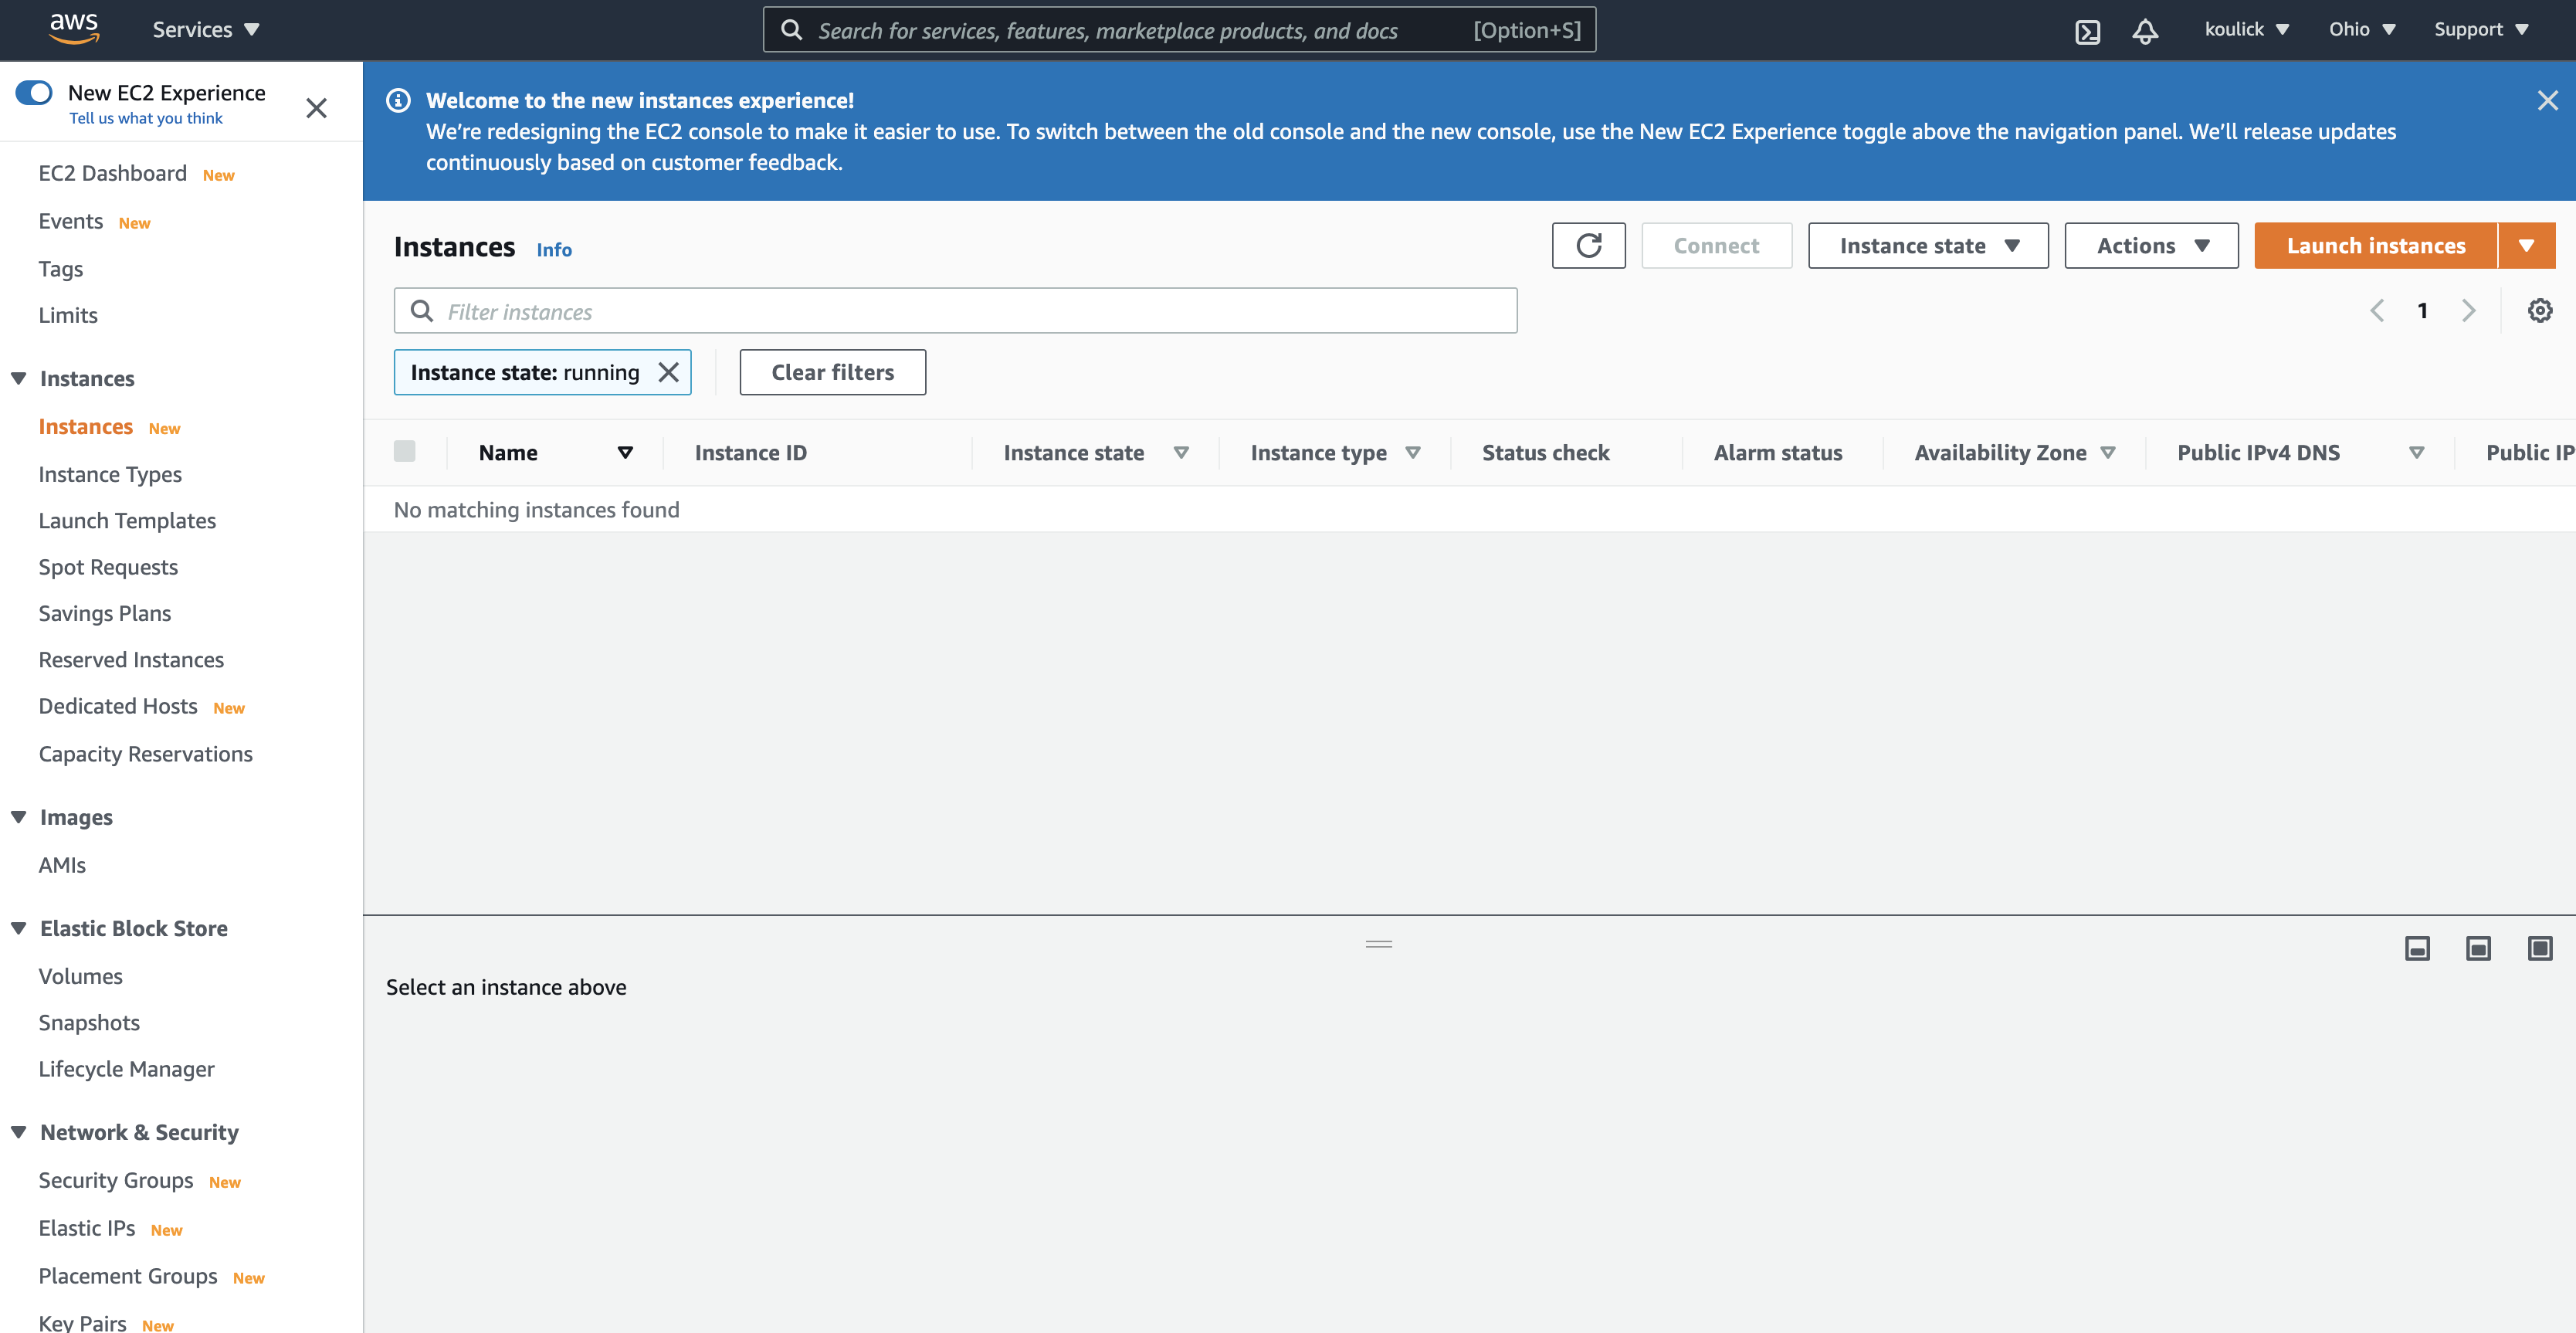 aws
Services
Search for services, features, marketplace products, and docs
[Option+S]
koulick
Ohio
Support
New EC2 Experience
Tell us what you think
EC2 Dashboard New
Events New
Tags
Limits
Instances
Instances New
Instance Types
Launch Templates
Spot Requests
Savings Plans
Reserved Instances
Dedicated Hosts New
Capacity Reservations
Images
AMIs
Elastic Block Store
Volumes
Snapshots
Lifecycle Manager
Network & Security
Security Groups New
Elastic IPs New
Placement Groups New
Key Pairs New
Welcome to the new instances experience!
We’re redesigning the EC2 console to make it easier to use. To switch between the old console and the new console, use the New EC2 Experience toggle above the navigation panel. We’ll release updates
continuously based on customer feedback.
Instances Info
Connect
Instance state
Actions
Launch instances
Filter instances
1
Instance state: running
Clear filters
Name
Instance ID
Instance state
Instance type
Status check
Alarm status
Availability Zone
Public IPv4 DNS
Public IP
No matching instances found
Select an instance above